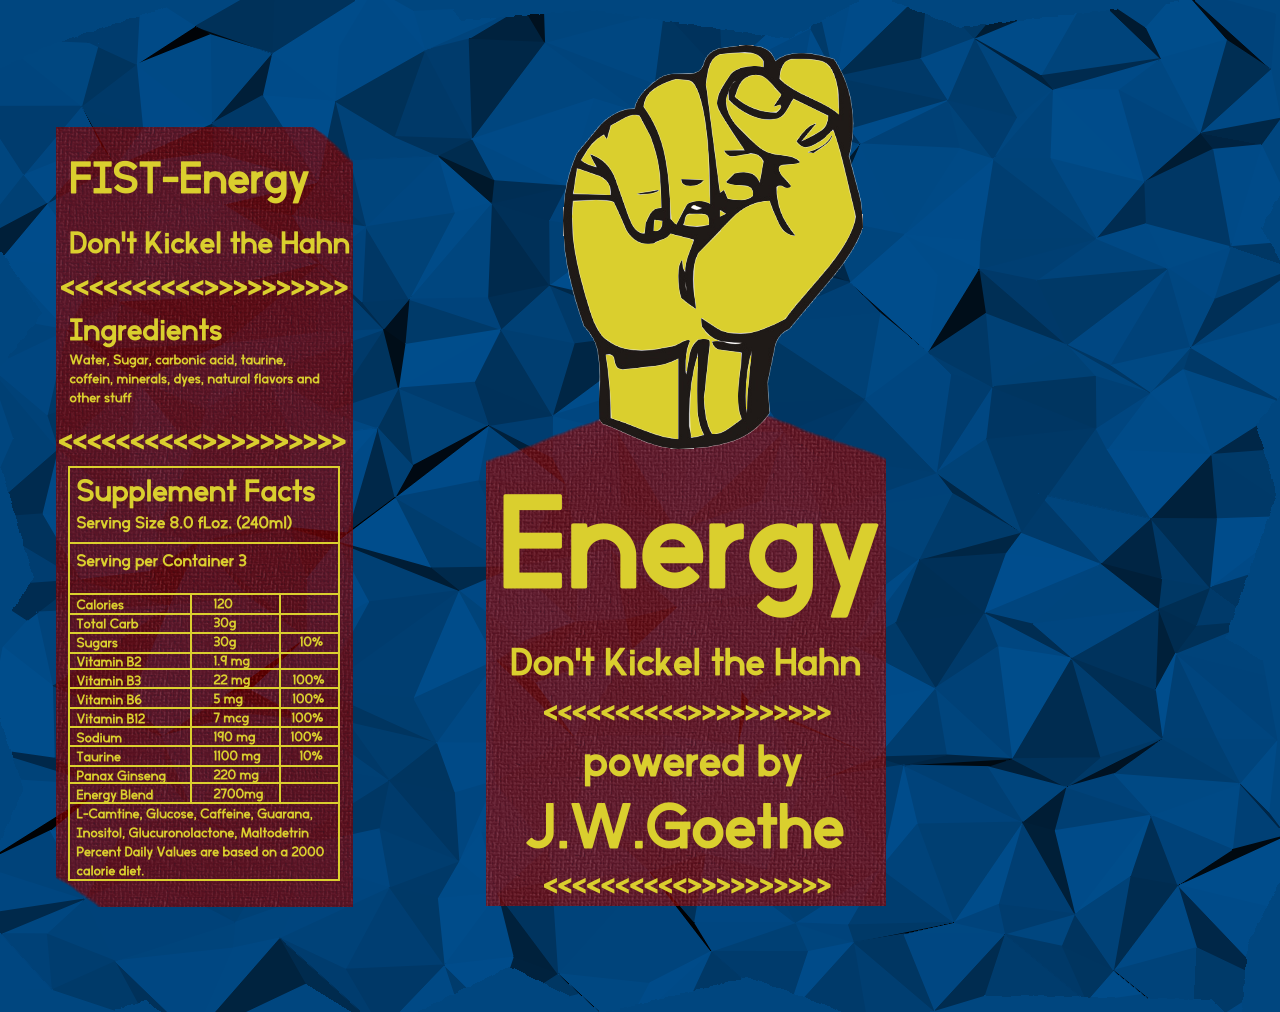 FIST-Energy
Don't Kickel the Hahn
<<<<<<<<<<>>>>>>>>>>
Ingredients
Water, Sugar, carbonic acid, taurine,
coffein, minerals, dyes, natural flavors and
other stuff
<<<<<<<<<<>>>>>>>>>>
Supplement Facts
Serving Size 8.0 fLoz. (240ml)
Serving per Container 3
Calories 120
Total Carb 30g
Sugars 30g 10%
Vitamin B2 1.9 mg
Vitamin B3 22 mg 100%
Vitamin B6 5 mg 100%
Vitamin B12 7 mcg 100%
Sodium 190 mg 100%
Taurine 1100 mg 10%
Panax Ginseng 220 mg
Energy Blend 2700mg
L-Camtine, Glucose, Caffeine, Guarana,
Inositol, Glucuronolactone, Maltodetrin
Percent Daily Values are based on a 2000
calorie diet.
Energy
Don't Kickel the Hahn
<<<<<<<<<<>>>>>>>>>>
powered by
J.W.Goethe
<<<<<<<<<<>>>>>>>>>>